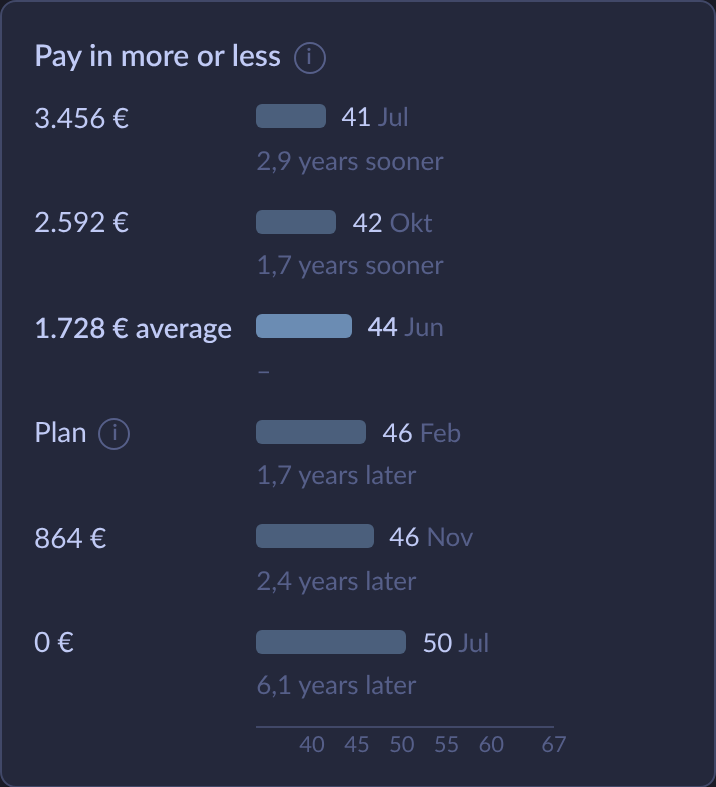 Pay in more or less i
3.456 € 41 Jul
2,9 years sooner
2.592 € 42 Okt
1,7 years sooner
1.728 € average 44 Jun
–
Plan i 46 Feb
1,7 years later
864 € 46 Nov
2,4 years later
0 € 50 Jul
6,1 years later
40 45 50 55 60 67